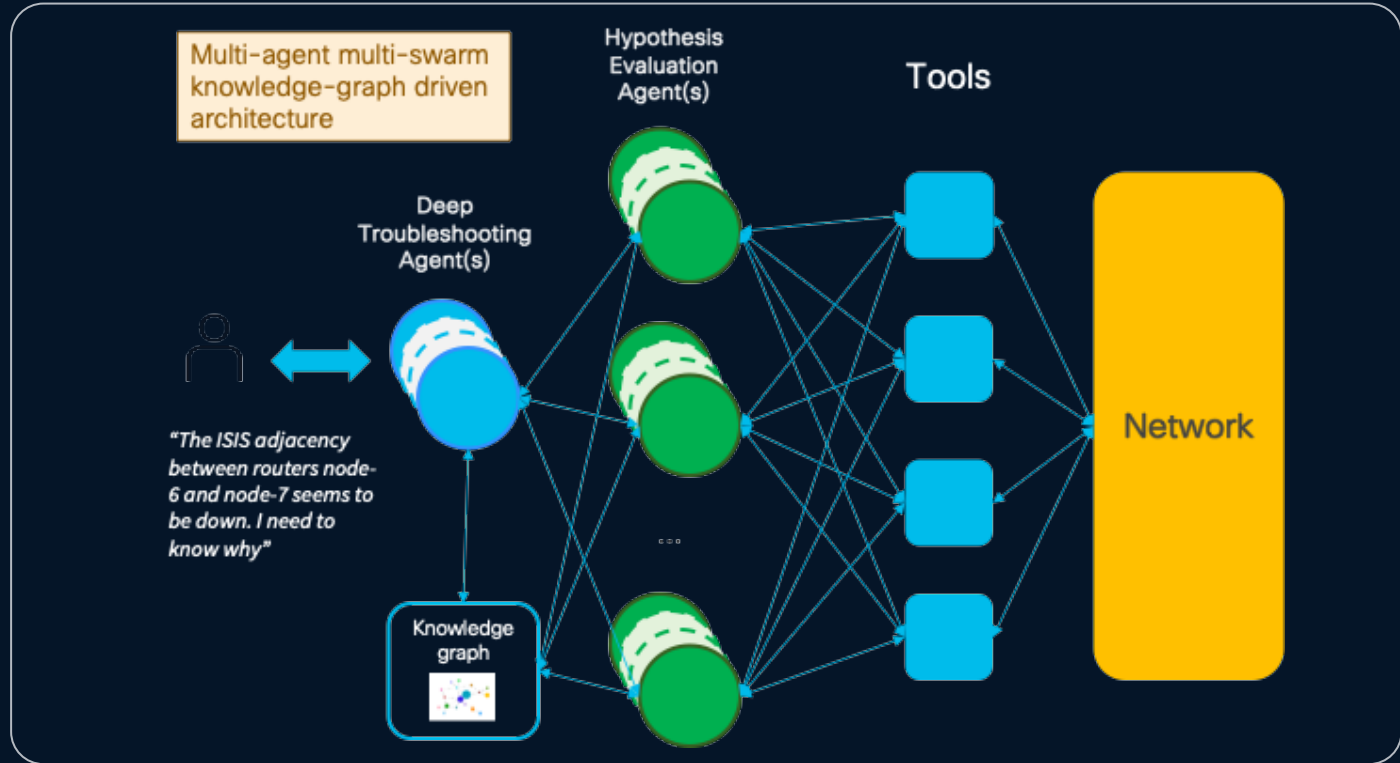 Multi-agent multi-swarm
knowledge-graph driven
architecture
Hypothesis
Evaluation
Agent(s)
Tools
Deep
Troubleshooting
Agent(s)
“The ISIS adjacency
between routers node-
6 and node-7 seems to
be down. I need to
know why”
...
Network
Knowledge
graph